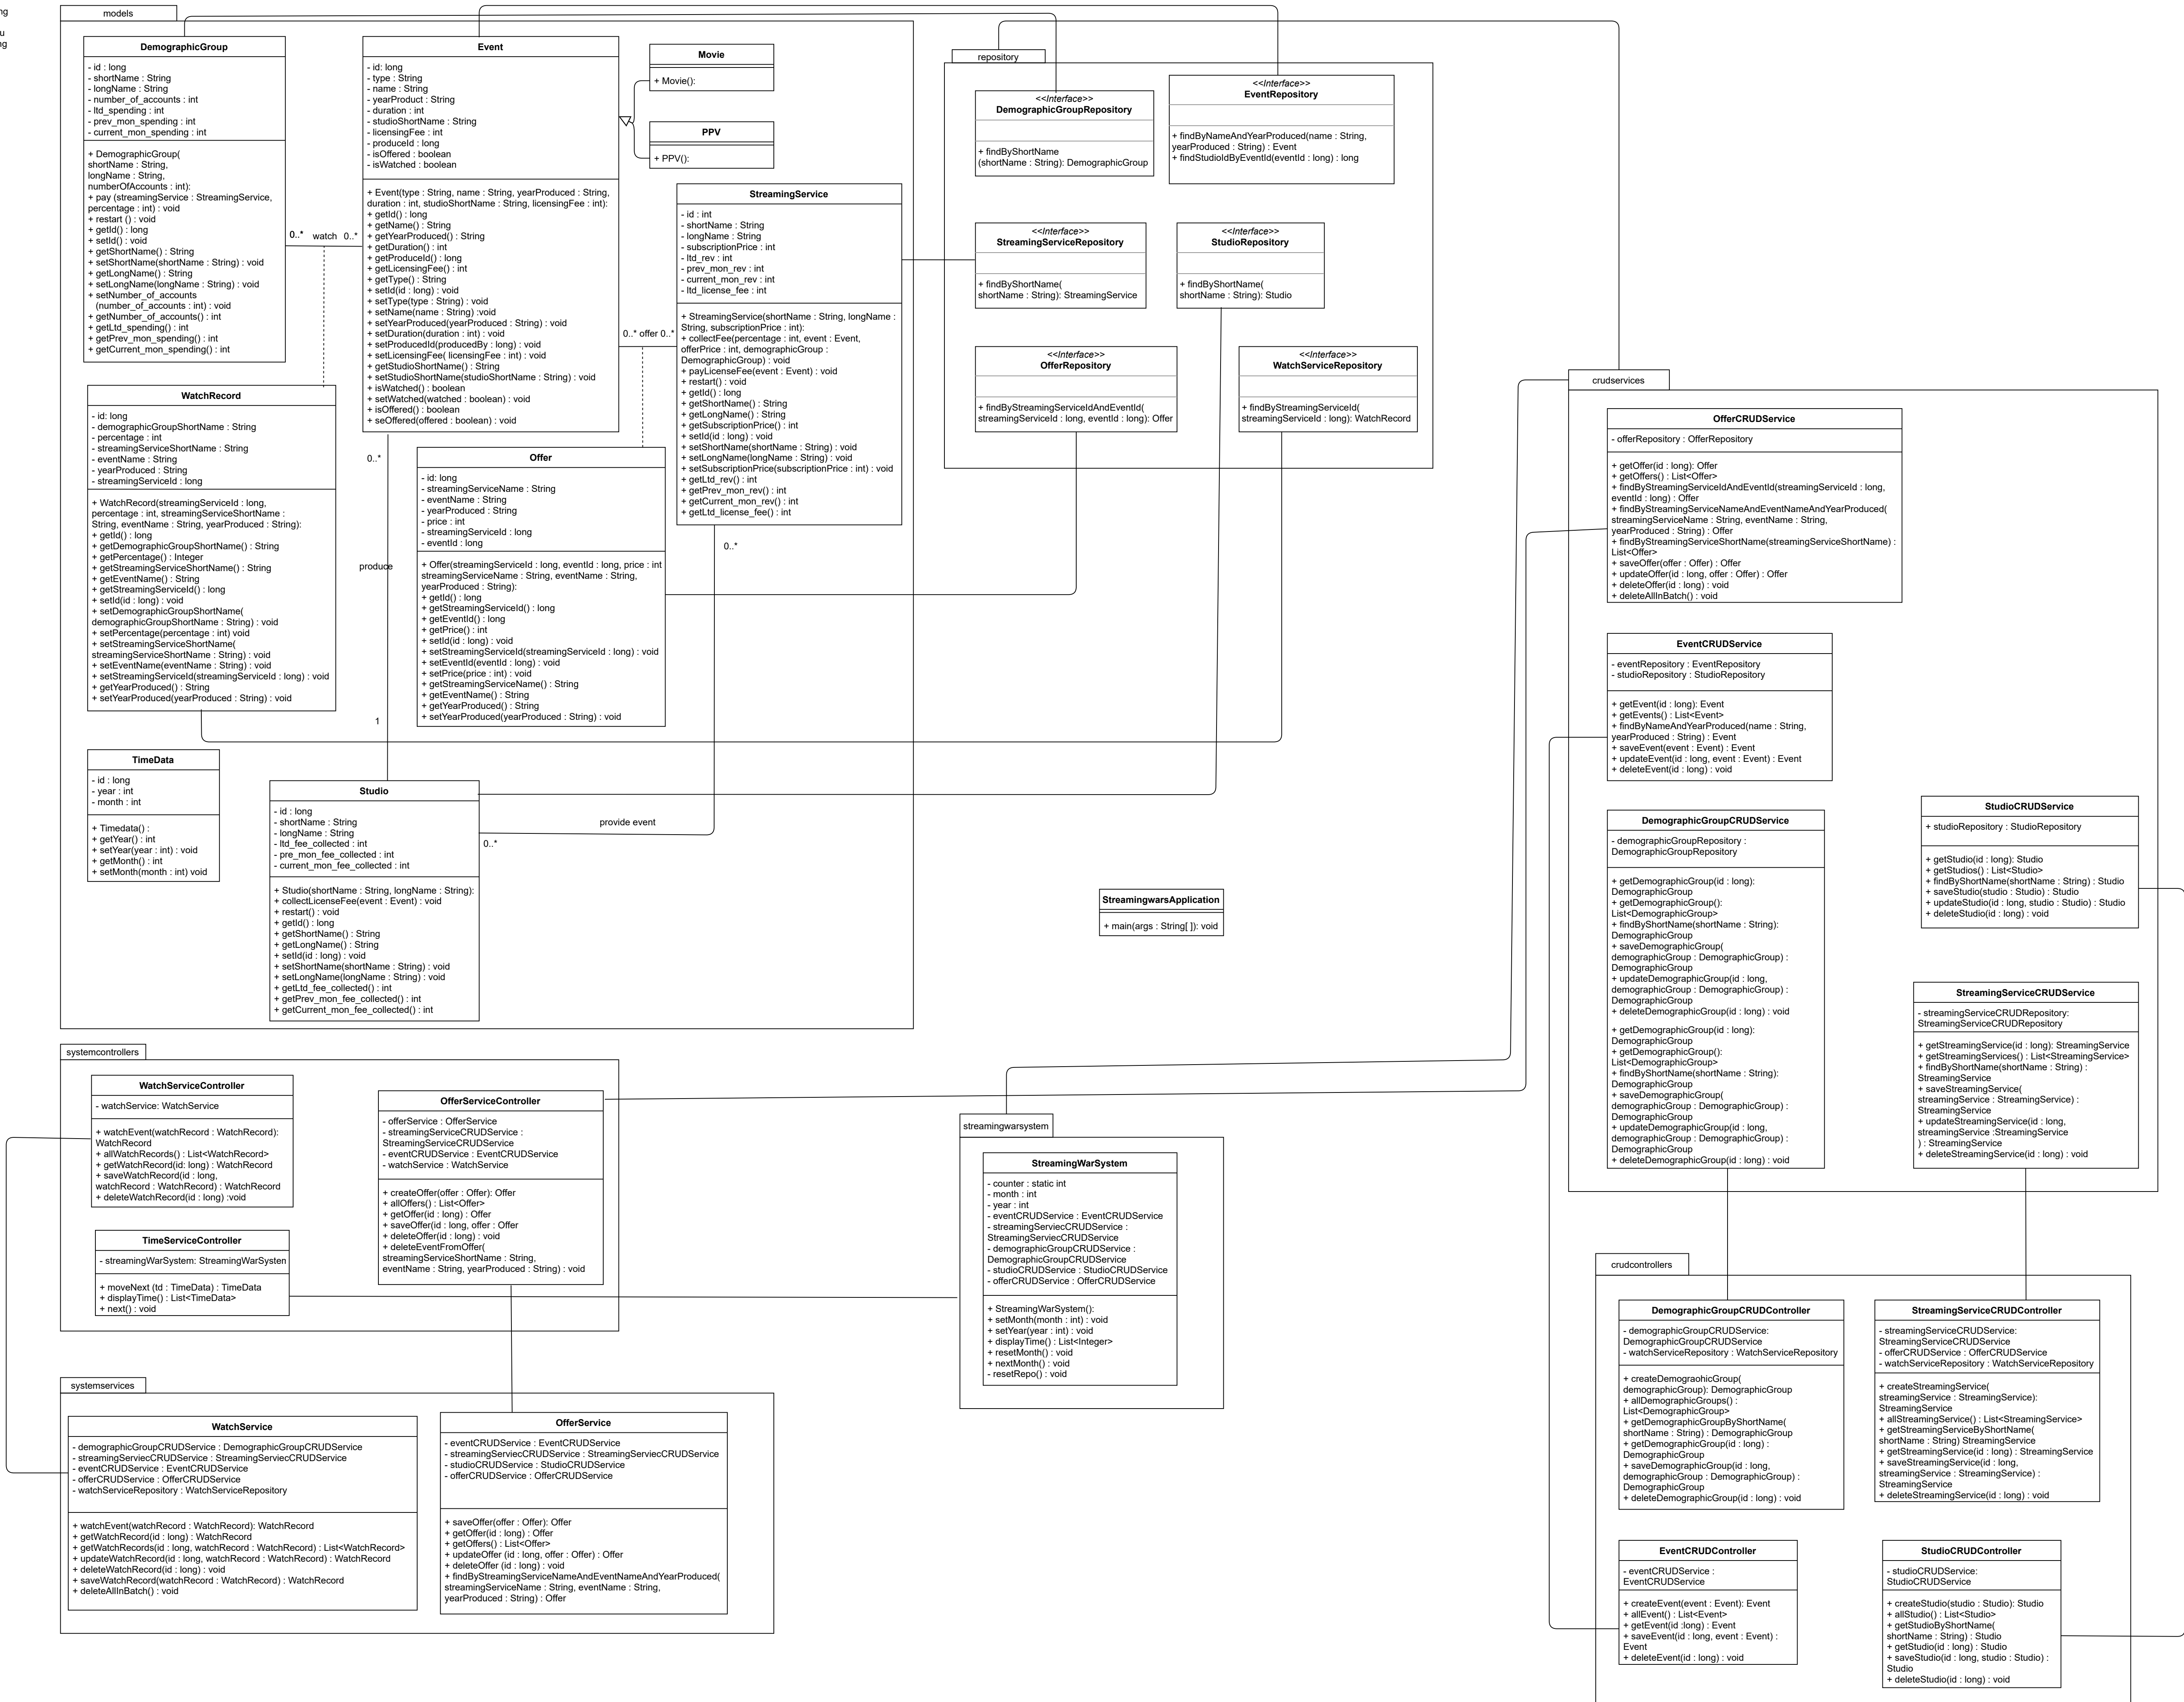 ng
u
ng
models
DemographicGroup
- id : long
- shortName : String
- longName : String
- number_of_accounts : int
- ltd_spending : int
- prev_mon_spending : int
- current_mon_spending : int
+ DemographicGroup(
shortName : String,
longName : String,
numberOfAccounts : int):
+ pay (streamingService : StreamingService,
percentage : int) : void
+ restart () : void
+ getId() : long
+ setId() : void
+ getShortName() : String
+ setShortName(shortName : String) : void
+ getLongName() : String
+ setLongName(longName : String) : void
+ setNumber_of_accounts
(number_of_accounts : int) : void
+ getNumber_of_accounts() : int
+ getLtd_spending() : int
+ getPrev_mon_spending() : int
+ getCurrent_mon_spending() : int
0..* watch 0..*
Event
- id: long
- type : String
- name : String
- yearProduct : String
- duration : int
- studioShortName : String
- licensingFee : int
- produceId : long
- isOffered : boolean
- isWatched : boolean
+ Event(type : String, name : String, yearProduced : String,
duration : int, studioShortName : String, licensingFee : int):
+ getId() : long
+ getName() : String
+ getYearProduced() : String
+ getDuration() : int
+ getProduceId() : long
+ getLicensingFee() : int
+ getType() : String
+ setId(id : long) : void
+ setType(type : String) : void
+ setName(name : String) :void
+ setYearProduced(yearProduced : String) : void
+ setDuration(duration : int) : void
+ setProducedId(producedBy : long) : void
+ setLicensingFee( licensingFee : int) : void
+ getStudioShortName() : String
+ setStudioShortName(studioShortName : String) : void
+ isWatched() : boolean
+ setWatched(watched : boolean) : void
+ isOffered() : boolean
+ seOffered(offered : boolean) : void
Movie
+ Movie():
PPV
+ PPV():
0..* offer 0..*
StreamingService
- id : int
- shortName : String
- longName : String
- subscriptionPrice : int
- ltd_rev : int
- prev_mon_rev : int
- current_mon_rev : int
- ltd_license_fee : int
+ StreamingService(shortName : String, longName :
String, subscriptionPrice : int):
+ collectFee(percentage : int, event : Event,
offerPrice : int, demographicGroup :
DemographicGroup) : void
+ payLicenseFee(event : Event) : void
+ restart() : void
+ getId() : long
+ getShortName() : String
+ getLongName() : String
+ getSubscriptionPrice() : int
+ setId(id : long) : void
+ setShortName(shortName : String) : void
+ setLongName(longName : String) : void
+ setSubscriptionPrice(subscriptionPrice : int) : void
+ getLtd_rev() : int
+ getPrev_mon_rev() : int
+ getCurrent_mon_rev() : int
+ getLtd_license_fee() : int
0..*
WatchRecord
- id: long
- demographicGroupShortName : String
- percentage : int
- streamingServiceShortName : String
- eventName : String
- yearProduced : String
- streamingServiceId : long
+ WatchRecord(streamingServiceId : long,
percentage : int, streamingServiceShortName :
String, eventName : String, yearProduced : String):
+ getId() : long
+ getDemographicGroupShortName() : String
+ getPercentage() : Integer
+ getStreamingServiceShortName() : String
+ getEventName() : String
+ getStreamingServiceId() : long
+ setId(id : long) : void
+ setDemographicGroupShortName(
demographicGroupShortName : String) : void
+ setPercentage(percentage : int) void
+ setStreamingServiceShortName(
streamingServiceShortName : String) : void
+ setEventName(eventName : String) : void
+ setStreamingServiceId(streamingServiceId : long) : void
+ getYearProduced() : String
+ setYearProduced(yearProduced : String) : void
0..*
produce
1
Offer
- id: long
- streamingServiceName : String
- eventName : String
- yearProduced : String
- price : int
- streamingServiceId : long
- eventId : long
+ Offer(streamingServiceId : long, eventId : long, price : int
streamingServiceName : String, eventName : String,
yearProduced : String):
+ getId() : long
+ getStreamingServiceId() : long
+ getEventId() : long
+ getPrice() : int
+ setId(id : long) : void
+ setStreamingServiceId(streamingServiceId : long) : void
+ setEventId(eventId : long) : void
+ setPrice(price : int) : void
+ getStreamingServiceName() : String
+ getEventName() : String
+ getYearProduced() : String
+ setYearProduced(yearProduced : String) : void
TimeData
- id : long
- year : int
- month : int
+ Timedata() :
+ getYear() : int
+ setYear(year : int) : void
+ getMonth() : int
+ setMonth(month : int) void
Studio
- id : long
- shortName : String
- longName : String
- ltd_fee_collected : int
- pre_mon_fee_collected : int
- current_mon_fee_collected : int
+ Studio(shortName : String, longName : String):
+ collectLicenseFee(event : Event) : void
+ restart() : void
+ getId() : long
+ getShortName() : String
+ getLongName() : String
+ setId(id : long) : void
+ setShortName(shortName : String) : void
+ setLongName(longName : String) : void
+ getLtd_fee_collected() : int
+ getPrev_mon_fee_collected() : int
+ getCurrent_mon_fee_collected() : int
provide event
0..*
repository
<<Interface>>
DemographicGroupRepository
+ findByShortName
(shortName : String): DemographicGroup
<<Interface>>
EventRepository
+ findByNameAndYearProduced(name : String,
yearProduced : String) : Event
+ findStudioIdByEventId(eventId : long) : long
<<Interface>>
StreamingServiceRepository
+ findByShortName(
shortName : String): StreamingService
<<Interface>>
StudioRepository
+ findByShortName(
shortName : String): Studio
<<Interface>>
OfferRepository
+ findByStreamingServiceIdAndEventId(
streamingServiceId : long, eventId : long): Offer
<<Interface>>
WatchServiceRepository
+ findByStreamingServiceId(
streamingServiceId : long): WatchRecord
StreamingwarsApplication
+ main(args : String[ ]): void
crudservices
OfferCRUDService
- offerRepository : OfferRepository
+ getOffer(id : long): Offer
+ getOffers() : List<Offer>
+ findByStreamingServiceIdAndEventId(streamingServiceId : long,
eventId : long) : Offer
+ findByStreamingServiceNameAndEventNameAndYearProduced(
streamingServiceName : String, eventName : String,
yearProduced : String) : Offer
+ findByStreamingServiceShortName(streamingServiceShortName) :
List<Offer>
+ saveOffer(offer : Offer) : Offer
+ updateOffer(id : long, offer : Offer) : Offer
+ deleteOffer(id : long) : void
+ deleteAllInBatch() : void
EventCRUDService
- eventRepository : EventRepository
- studioRepository : StudioRepository
+ getEvent(id : long): Event
+ getEvents() : List<Event>
+ findByNameAndYearProduced(name : String,
yearProduced : String) : Event
+ saveEvent(event : Event) : Event
+ updateEvent(id : long, event : Event) : Event
+ deleteEvent(id : long) : void
DemographicGroupCRUDService
- demographicGroupRepository :
DemographicGroupRepository
+ getDemographicGroup(id : long):
DemographicGroup
+ getDemographicGroup():
List<DemographicGroup>
+ findByShortName(shortName : String):
DemographicGroup
+ saveDemographicGroup(
demographicGroup : DemographicGroup) :
DemographicGroup
+ updateDemographicGroup(id : long,
demographicGroup : DemographicGroup) :
DemographicGroup
+ deleteDemographicGroup(id : long) : void
+ getDemographicGroup(id : long):
DemographicGroup
+ getDemographicGroup():
List<DemographicGroup>
+ findByShortName(shortName : String):
DemographicGroup
+ saveDemographicGroup(
demographicGroup : DemographicGroup) :
DemographicGroup
+ updateDemographicGroup(id : long,
demographicGroup : DemographicGroup) :
DemographicGroup
+ deleteDemographicGroup(id : long) : void
StudioCRUDService
+ studioRepository : StudioRepository
+ getStudio(id : long): Studio
+ getStudios() : List<Studio>
+ findByShortName(shortName : String) : Studio
+ saveStudio(studio : Studio) : Studio
+ updateStudio(id : long, studio : Studio) : Studio
+ deleteStudio(id : long) : void
StreamingServiceCRUDService
- streamingServiceCRUDRepository:
StreamingServiceCRUDRepository
+ getStreamingService(id : long): StreamingService
+ getStreamingServices() : List<StreamingService>
+ findByShortName(shortName : String) :
StreamingService
+ saveStreamingService(
streamingService : StreamingService) :
StreamingService
+ updateStreamingService(id : long,
streamingService :StreamingService
) : StreamingService
+ deleteStreamingService(id : long) : void
systemcontrollers
WatchServiceController
- watchService: WatchService
+ watchEvent(watchRecord : WatchRecord):
WatchRecord
+ allWatchRecords() : List<WatchRecord>
+ getWatchRecord(id: long) : WatchRecord
+ saveWatchRecord(id : long,
watchRecord : WatchRecord) : WatchRecord
+ deleteWatchRecord(id : long) :void
TimeServiceController
- streamingWarSystem: StreamingWarSysten
+ moveNext (td : TimeData) : TimeData
+ displayTime() : List<TimeData>
+ next() : void
OfferServiceController
- offerService : OfferService
- streamingServiceCRUDService :
StreamingServiceCRUDService
- eventCRUDService : EventCRUDService
- watchService : WatchService
+ createOffer(offer : Offer): Offer
+ allOffers() : List<Offer>
+ getOffer(id : long) : Offer
+ saveOffer(id : long, offer : Offer
+ deleteOffer(id : long) : void
+ deleteEventFromOffer(
streamingServiceShortName : String,
eventName : String, yearProduced : String) : void
streamingwarsystem
StreamingWarSystem
- counter : static int
- month : int
- year : int
- eventCRUDService : EventCRUDService
- streamingServiecCRUDService :
StreamingServiecCRUDService
- demographicGroupCRUDService :
DemographicGroupCRUDService
- studioCRUDService : StudioCRUDService
- offerCRUDService : OfferCRUDService
+ StreamingWarSystem():
+ setMonth(month : int) : void
+ setYear(year : int) : void
+ displayTime() : List<Integer>
+ resetMonth() : void
+ nextMonth() : void
- resetRepo() : void
systemservices
WatchService
- demographicGroupCRUDService : DemographicGroupCRUDService
- streamingServiecCRUDService : StreamingServiecCRUDService
- eventCRUDService : EventCRUDService
- offerCRUDService : OfferCRUDService
- watchServiceRepository : WatchServiceRepository
+ watchEvent(watchRecord : WatchRecord): WatchRecord
+ getWatchRecord(id : long) : WatchRecord
+ getWatchRecords(id : long, watchRecord : WatchRecord) : List<WatchRecord>
+ updateWatchRecord(id : long, watchRecord : WatchRecord) : WatchRecord
+ deleteWatchRecord(id : long) : void
+ saveWatchRecord(watchRecord : WatchRecord) : WatchRecord
+ deleteAllInBatch() : void
OfferService
- eventCRUDService : EventCRUDService
- streamingServiecCRUDService : StreamingServiecCRUDService
- studioCRUDService : StudioCRUDService
- offerCRUDService : OfferCRUDService
+ saveOffer(offer : Offer): Offer
+ getOffer(id : long) : Offer
+ getOffers() : List<Offer>
+ updateOffer (id : long, offer : Offer) : Offer
+ deleteOffer (id : long) : void
+ findByStreamingServiceNameAndEventNameAndYearProduced(
streamingServiceName : String, eventName : String,
yearProduced : String) : Offer
crudcontrollers
DemographicGroupCRUDController
- demographicGroupCRUDService:
DemographicGroupCRUDService
- watchServiceRepository : WatchServiceRepository
+ createDemograohicGroup(
demographicGroup): DemographicGroup
+ allDemographicGroups() :
List<DemographicGroup>
+ getDemographicGroupByShortName(
shortName : String) : DemographicGroup
+ getDemographicGroup(id : long) :
DemographicGroup
+ saveDemographicGroup(id : long,
demographicGroup : DemographicGroup) :
DemographicGroup
+ deleteDemographicGroup(id : long) : void
StreamingServiceCRUDController
- streamingServiceCRUDService:
StreamingServiceCRUDService
- offerCRUDService : OfferCRUDService
- watchServiceRepository : WatchServiceRepository
+ createStreamingService(
streamingService : StreamingService):
StreamingService
+ allStreamingService() : List<StreamingService>
+ getStreamingServiceByShortName(
shortName : String) StreamingService
+ getStreamingService(id : long) : StreamingService
+ saveStreamingService(id : long,
streamingService : StreamingService) :
StreamingService
+ deleteStreamingService(id : long) : void
EventCRUDController
- eventCRUDService :
EventCRUDService
+ createEvent(event : Event): Event
+ allEvent() : List<Event>
+ getEvent(id :long) : Event
+ saveEvent(id : long, event : Event) :
Event
+ deleteEvent(id : long) : void
StudioCRUDController
- studioCRUDService:
StudioCRUDService
+ createStudio(studio : Studio): Studio
+ allStudio() : List<Studio>
+ getStudioByShortName(
shortName : String) : Studio
+ getStudio(id : long) : Studio
+ saveStudio(id : long, studio : Studio) :
Studio
+ deleteStudio(id : long) : void